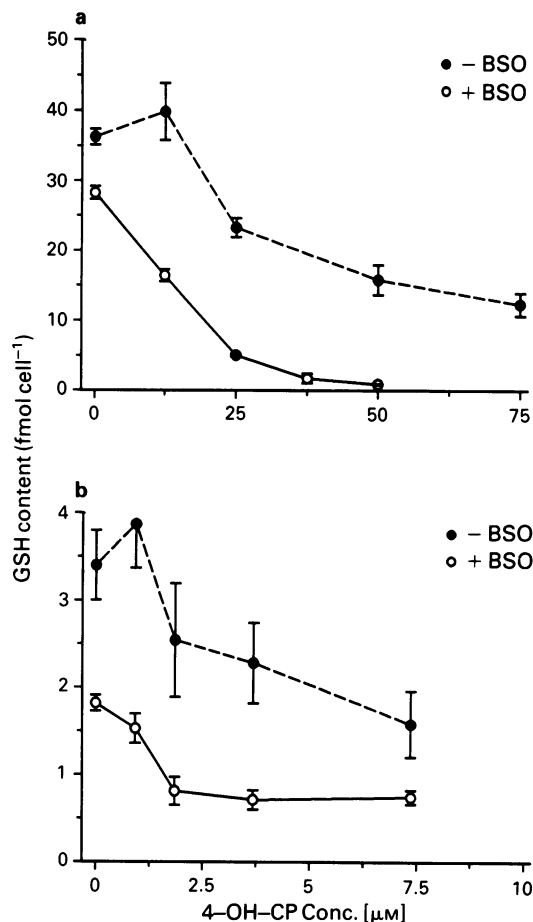 a
50
● – BSO
○ + BSO
40
30
20
10
0
0 25 50 75
GSH content (fmol cell⁻¹)
b
4
● – BSO
○ + BSO
3
2
1
0
0 2.5 5 7.5 10
4–OH–CP Conc. [μM]